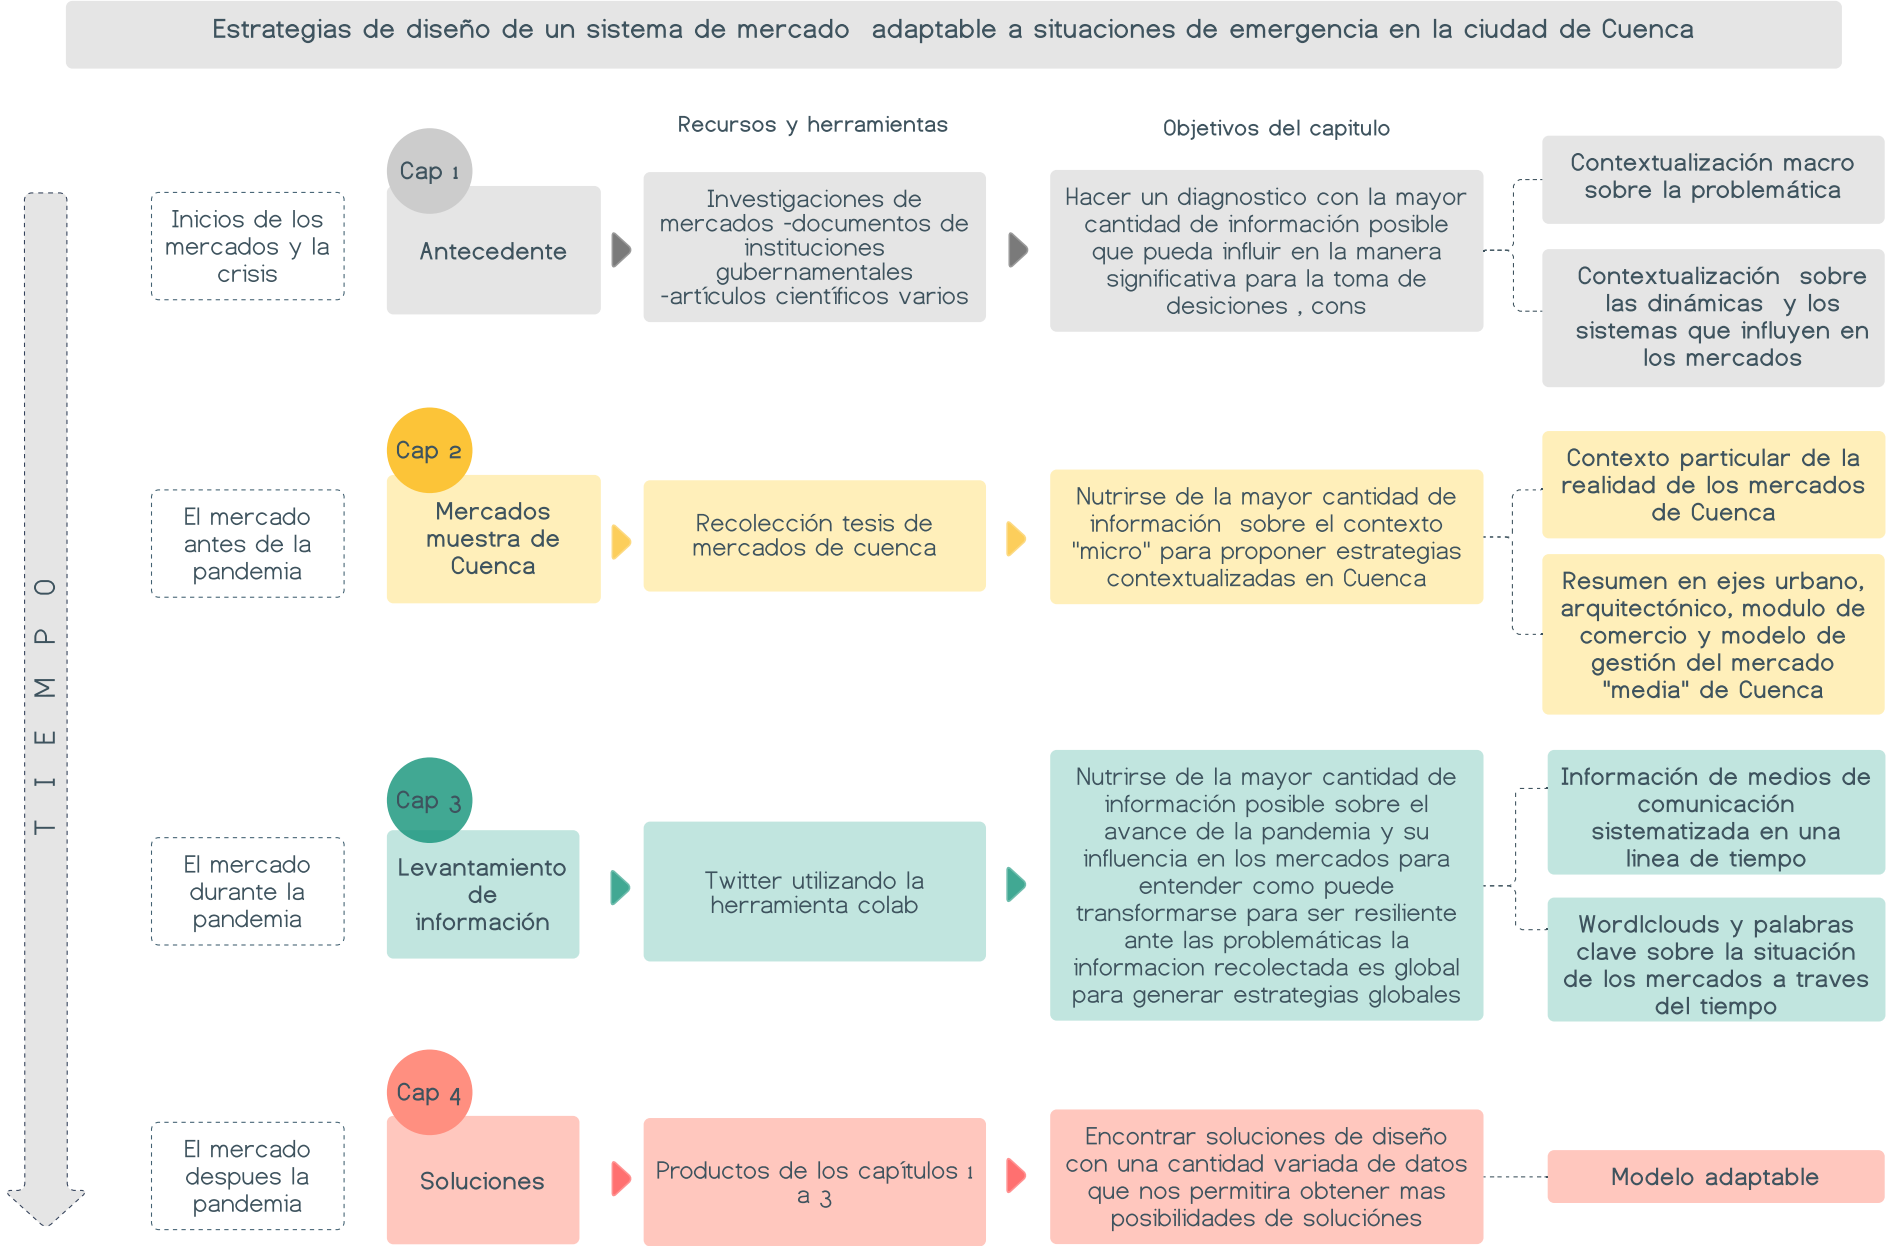 Estrategias de diseño de un sistema de mercado adaptable a situaciones de emergencia en la ciudad de Cuenca
Recursos y herramientas
Objetivos del capitulo
TIEMPO
Inicios de los
mercados y la
crisis
Cap 1
Antecedente
Investigaciones de
mercados -documentos de
instituciones
gubernamentales
-artículos científicos varios
Hacer un diagnostico con la mayor
cantidad de información posible
que pueda influir en la manera
significativa para la toma de
desiciones , cons
Contextualización macro
sobre la problemática
Contextualización sobre
las dinámicas y los
sistemas que influyen en
los mercados
El mercado
antes de la
pandemia
Cap 2
Mercados
muestra de
Cuenca
Recolección tesis de
mercados de cuenca
Nutrirse de la mayor cantidad de
información sobre el contexto
"micro" para proponer estrategias
contextualizadas en Cuenca
Contexto particular de la
realidad de los mercados
de Cuenca
Resumen en ejes urbano,
arquitectónico, modulo de
comercio y modelo de
gestión del mercado
"media" de Cuenca
El mercado
durante la
pandemia
Cap 3
Levantamiento
de
información
Twitter utilizando la
herramienta colab
Nutrirse de la mayor cantidad de
información posible sobre el
avance de la pandemia y su
influencia en los mercados para
entender como puede
transformarse para ser resiliente
ante las problemáticas la
informacion recolectada es global
para generar estrategias globales
Información de medios de
comunicación
sistematizada en una
linea de tiempo
Wordlclouds y palabras
clave sobre la situación
de los mercados a traves
del tiempo
El mercado
despues la
pandemia
Cap 4
Soluciones
Productos de los capítulos 1
a 3
Encontrar soluciones de diseño
con una cantidad variada de datos
que nos permitira obtener mas
posibilidades de soluciónes
Modelo adaptable